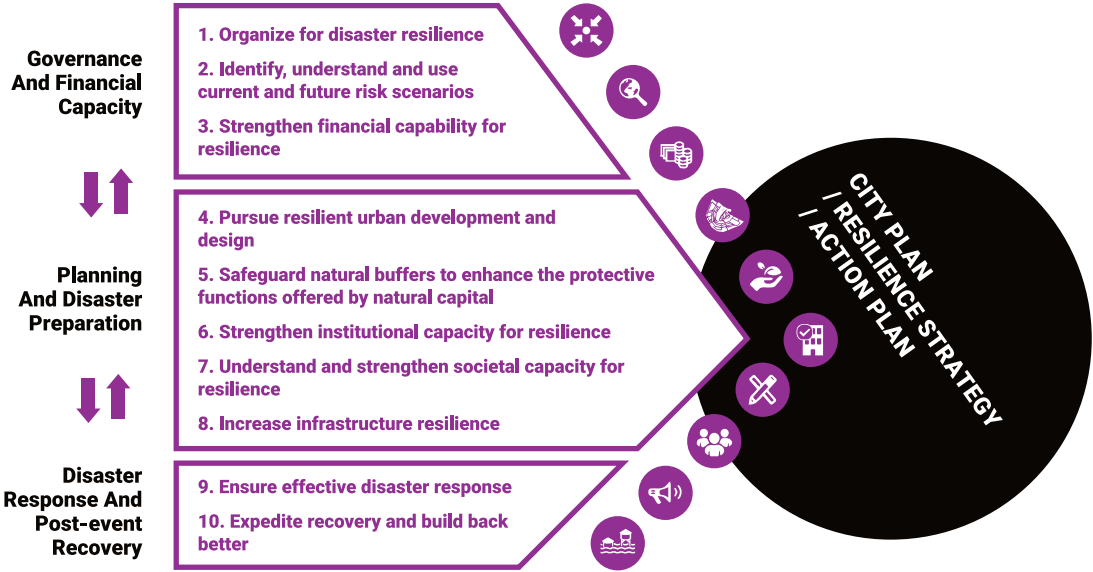 Governance
And Financial
Capacity
1. Organize for disaster resilience
2. Identify, understand and use
current and future risk scenarios
3. Strengthen financial capability for
resilience
Planning
And Disaster
Preparation
4. Pursue resilient urban development and
design
5. Safeguard natural buffers to enhance the protective
functions offered by natural capital
6. Strengthen institutional capacity for resilience
7. Understand and strengthen societal capacity for
resilience
8. Increase infrastructure resilience
Disaster
Response And
Post-event
Recovery
9. Ensure effective disaster response
10. Expedite recovery and build back
better
CITY PLAN
/ RESILIENCE STRATEGY
/ ACTION PLAN